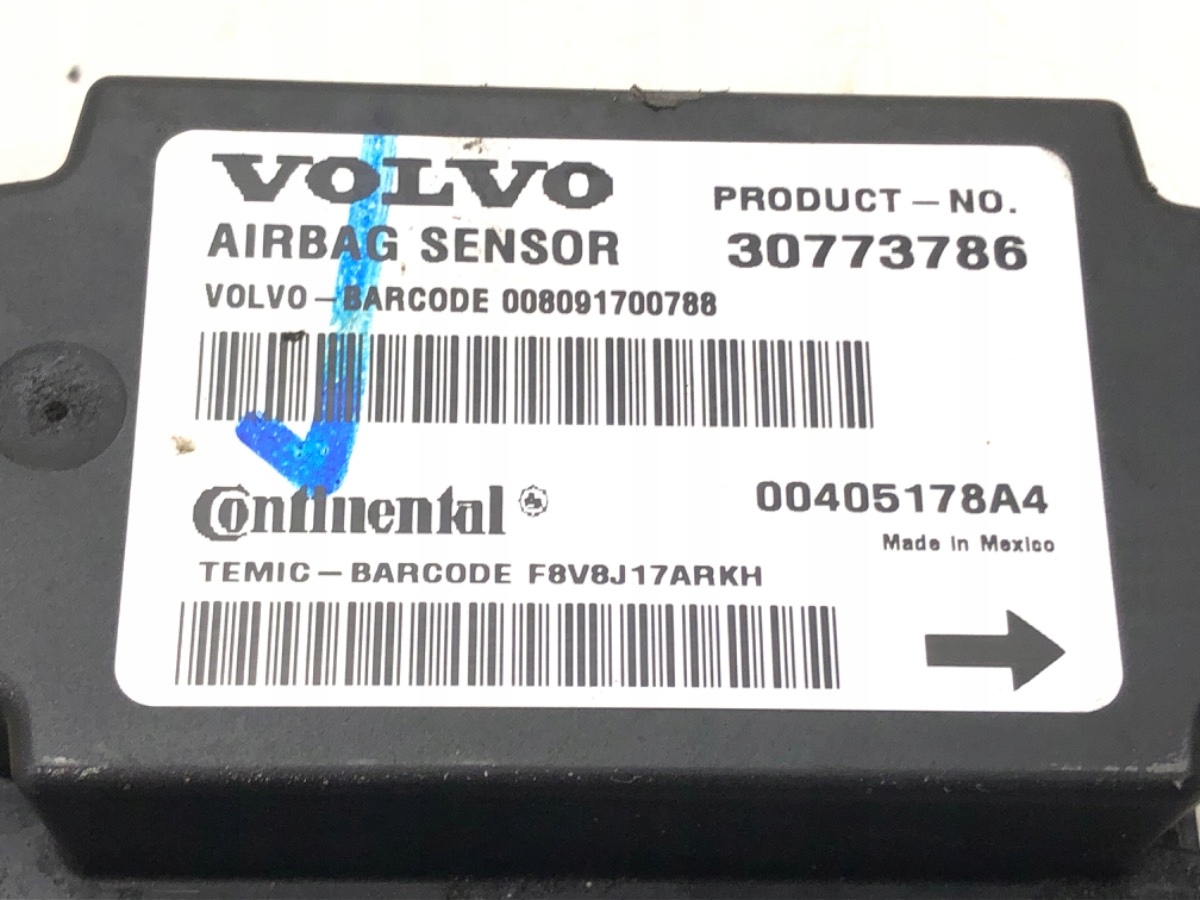 VOLVO
PRODUCT-NO.
AIRBAG SENSOR
30773786
VOLVO-BARCODE 008091700788
Continental
00405178A4
Made in Mexico
TEMIC-BARCODE F8V8J17ARKH